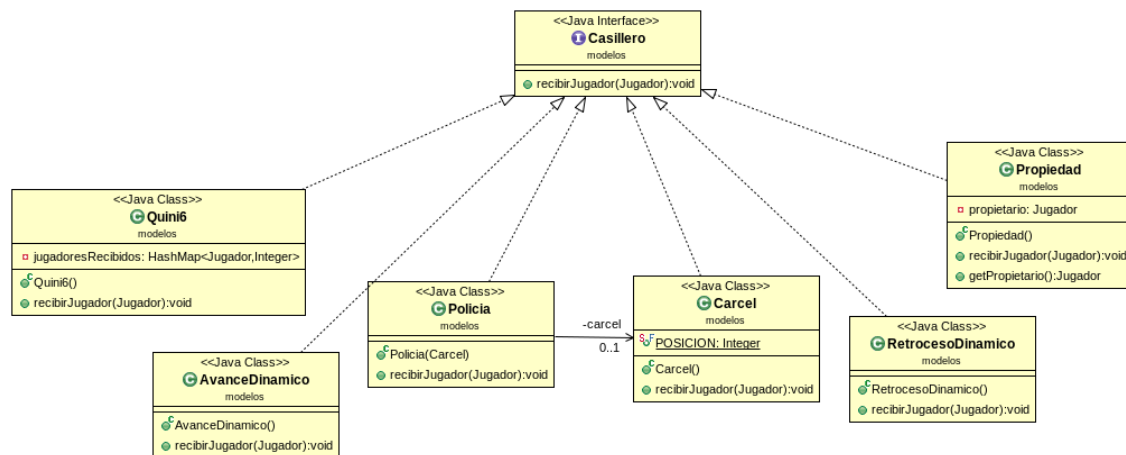 <<Java Interface>>
Casillero
modelos
recibirJugador(Jugador):void
<<Java Class>>
Propiedad
modelos
propietario: Jugador
Propiedad()
recibirJugador(Jugador):void
getPropietario():Jugador
<<Java Class>>
Quini6
modelos
jugadoresRecibidos: HashMap<Jugador,Integer>
Quini6()
recibirJugador(Jugador):void
<<Java Class>>
Policia
modelos
Policia(Carcel)
recibirJugador(Jugador):void
-carcel
0..1
<<Java Class>>
Carcel
modelos
POSICION: Integer
Carcel()
recibirJugador(Jugador):void
<<Java Class>>
RetrocesoDinamico
modelos
RetrocesoDinamico()
recibirJugador(Jugador):void
<<Java Class>>
AvanceDinamico
modelos
AvanceDinamico()
recibirJugador(Jugador):void